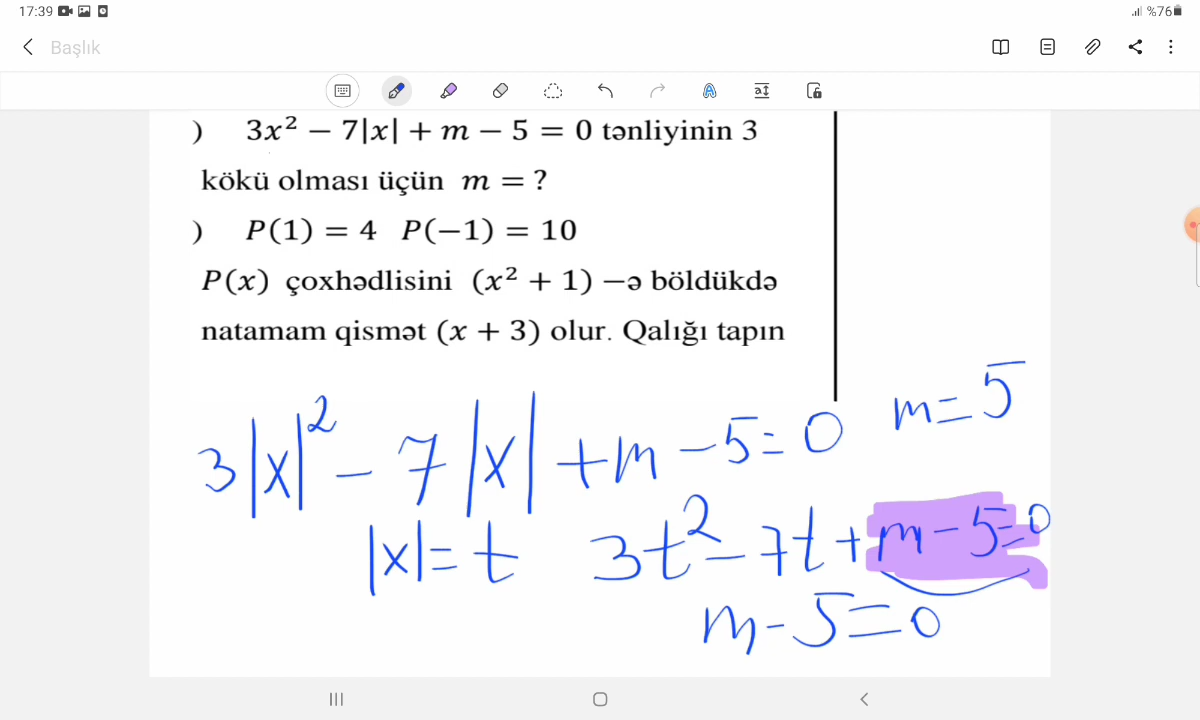 17:39 %76
Başlık
) 3x² − 7|x| + m − 5 = 0 tənliyinin 3
kökü olması üçün m = ?
) P(1) = 4 P(−1) = 10
P(x) çoxhədlisini (x² + 1) −ə böldükdə
natamam qismət (x + 3) olur. Qalığı tapın
3|x|² − 7|x| + m − 5 = 0 m = 5
|x| = t 3t² − 7t + m − 5 = 0
m − 5 = 0